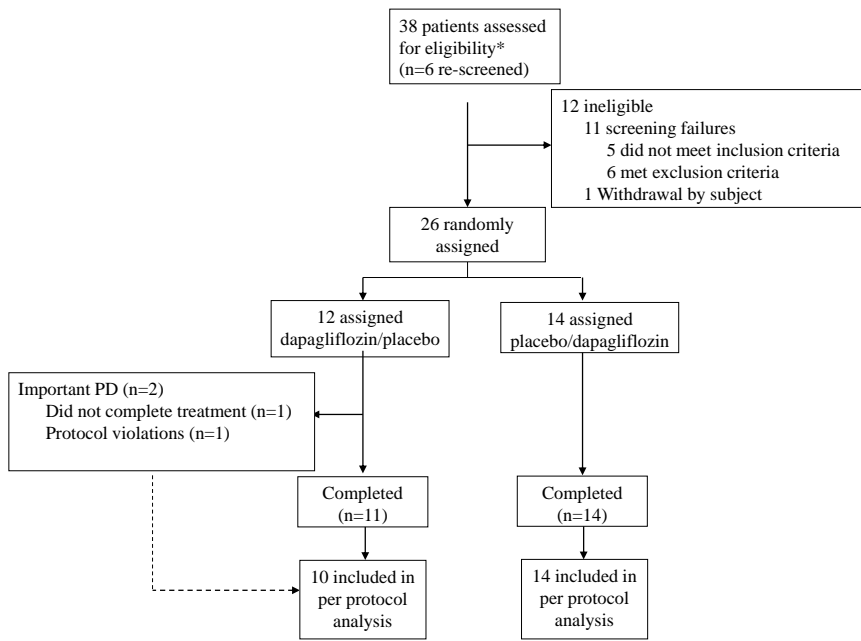 38 patients assessed
for eligibility*
(n=6 re-screened)
12 ineligible
11 screening failures
5 did not meet inclusion criteria
6 met exclusion criteria
1 Withdrawal by subject
26 randomly
assigned
12 assigned
dapagliflozin/placebo
14 assigned
placebo/dapagliflozin
Important PD (n=2)
Did not complete treatment (n=1)
Protocol violations (n=1)
Completed
(n=11)
Completed
(n=14)
10 included in
per protocol
analysis
14 included in
per protocol
analysis